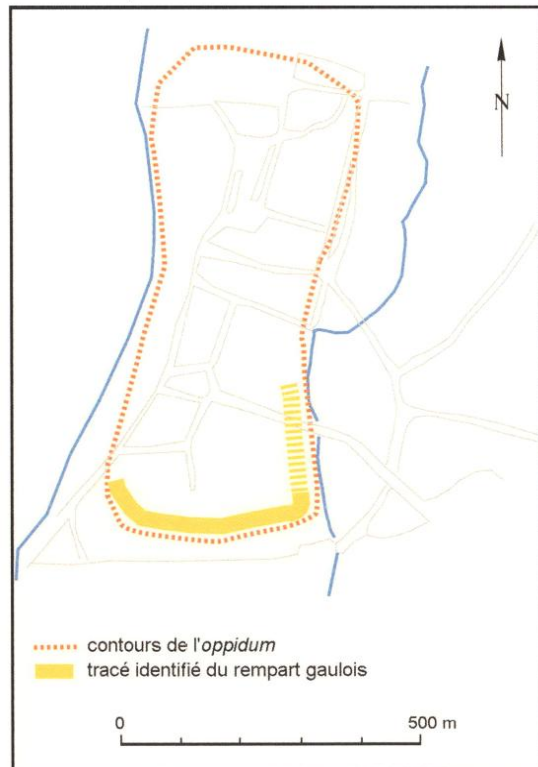 N
contours de l'oppidum
tracé identifié du rempart gaulois
0 500 m